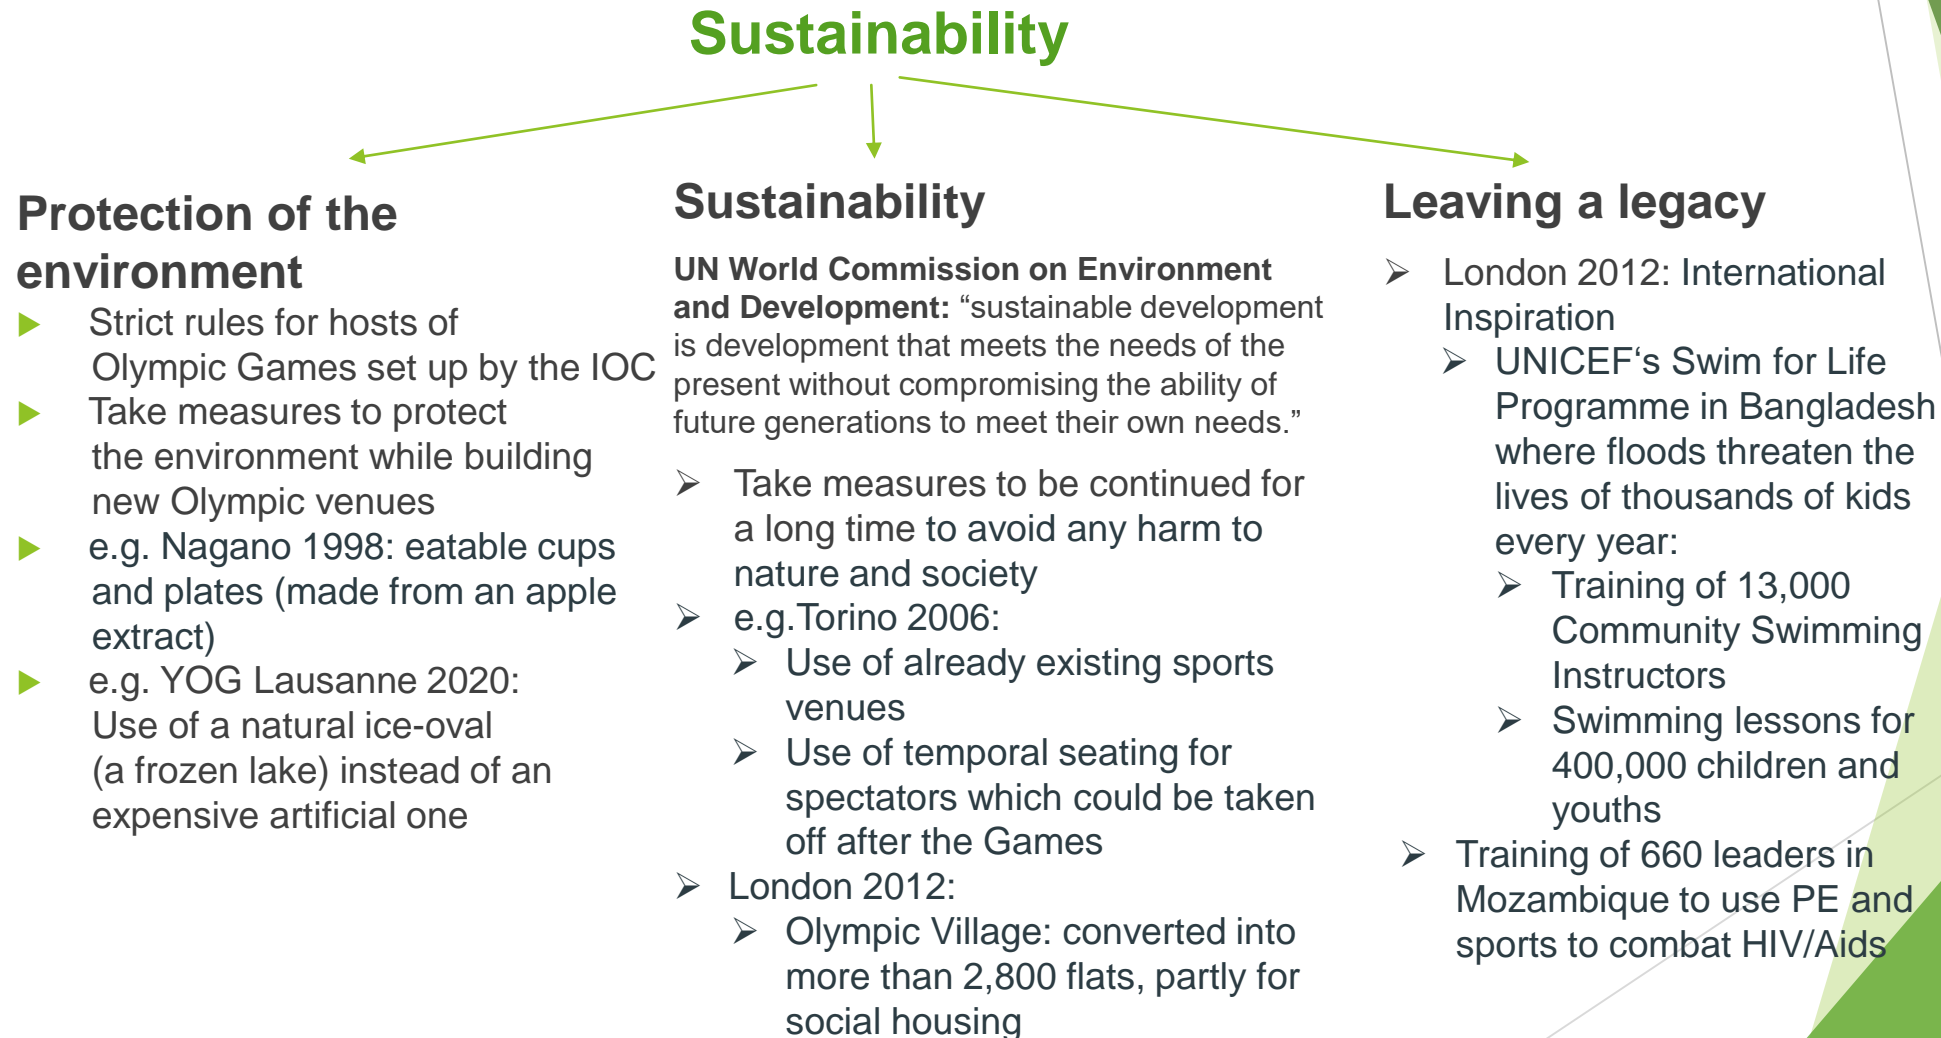 Sustainability
Protection of the
environment
Strict rules for hosts of
Olympic Games set up by the IOC
Take measures to protect
the environment while building
new Olympic venues
e.g. Nagano 1998: eatable cups
and plates (made from an apple
extract)
e.g. YOG Lausanne 2020:
Use of a natural ice-oval
(a frozen lake) instead of an
expensive artificial one
Sustainability
UN World Commission on Environment
and Development: “sustainable development
is development that meets the needs of the
present without compromising the ability of
future generations to meet their own needs.”
Take measures to be continued for
a long time to avoid any harm to
nature and society
e.g.Torino 2006:
Use of already existing sports
venues
Use of temporal seating for
spectators which could be taken
off after the Games
London 2012:
Olympic Village: converted into
more than 2,800 flats, partly for
social housing
Leaving a legacy
London 2012: International
Inspiration
UNICEF‘s Swim for Life
Programme in Bangladesh
where floods threaten the
lives of thousands of kids
every year:
Training of 13,000
Community Swimming
Instructors
Swimming lessons for
400,000 children and
youths
Training of 660 leaders in
Mozambique to use PE and
sports to combat HIV/Aids